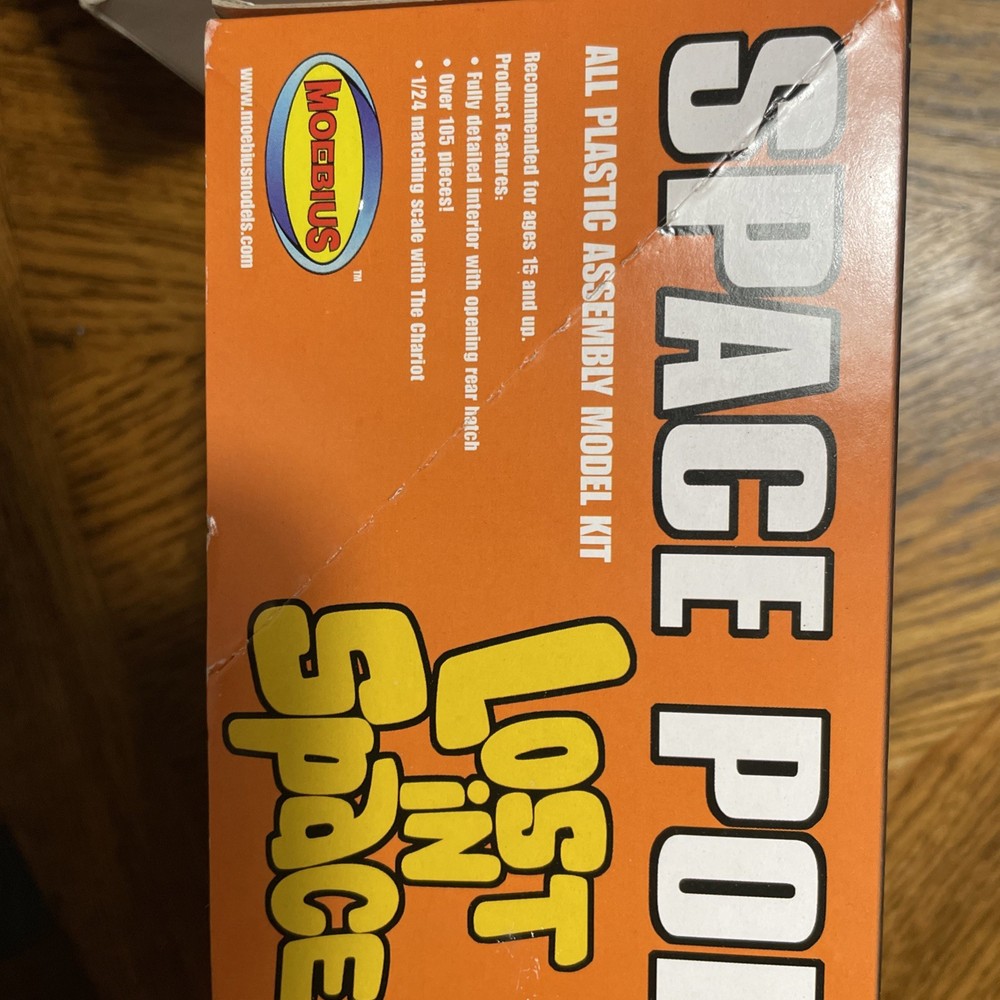 SPACE PO
ALL PLASTIC ASSEMBLY MODEL KIT
Recommended for ages 15 and up.
Product Features:
• Fully detailed interior with opening rear hatch
• Over 105 pieces!
• 1/24 matching scale with The Chariot
MOEBIUS
TM
www.moebiusmodels.com
LOST
iN
SpacE